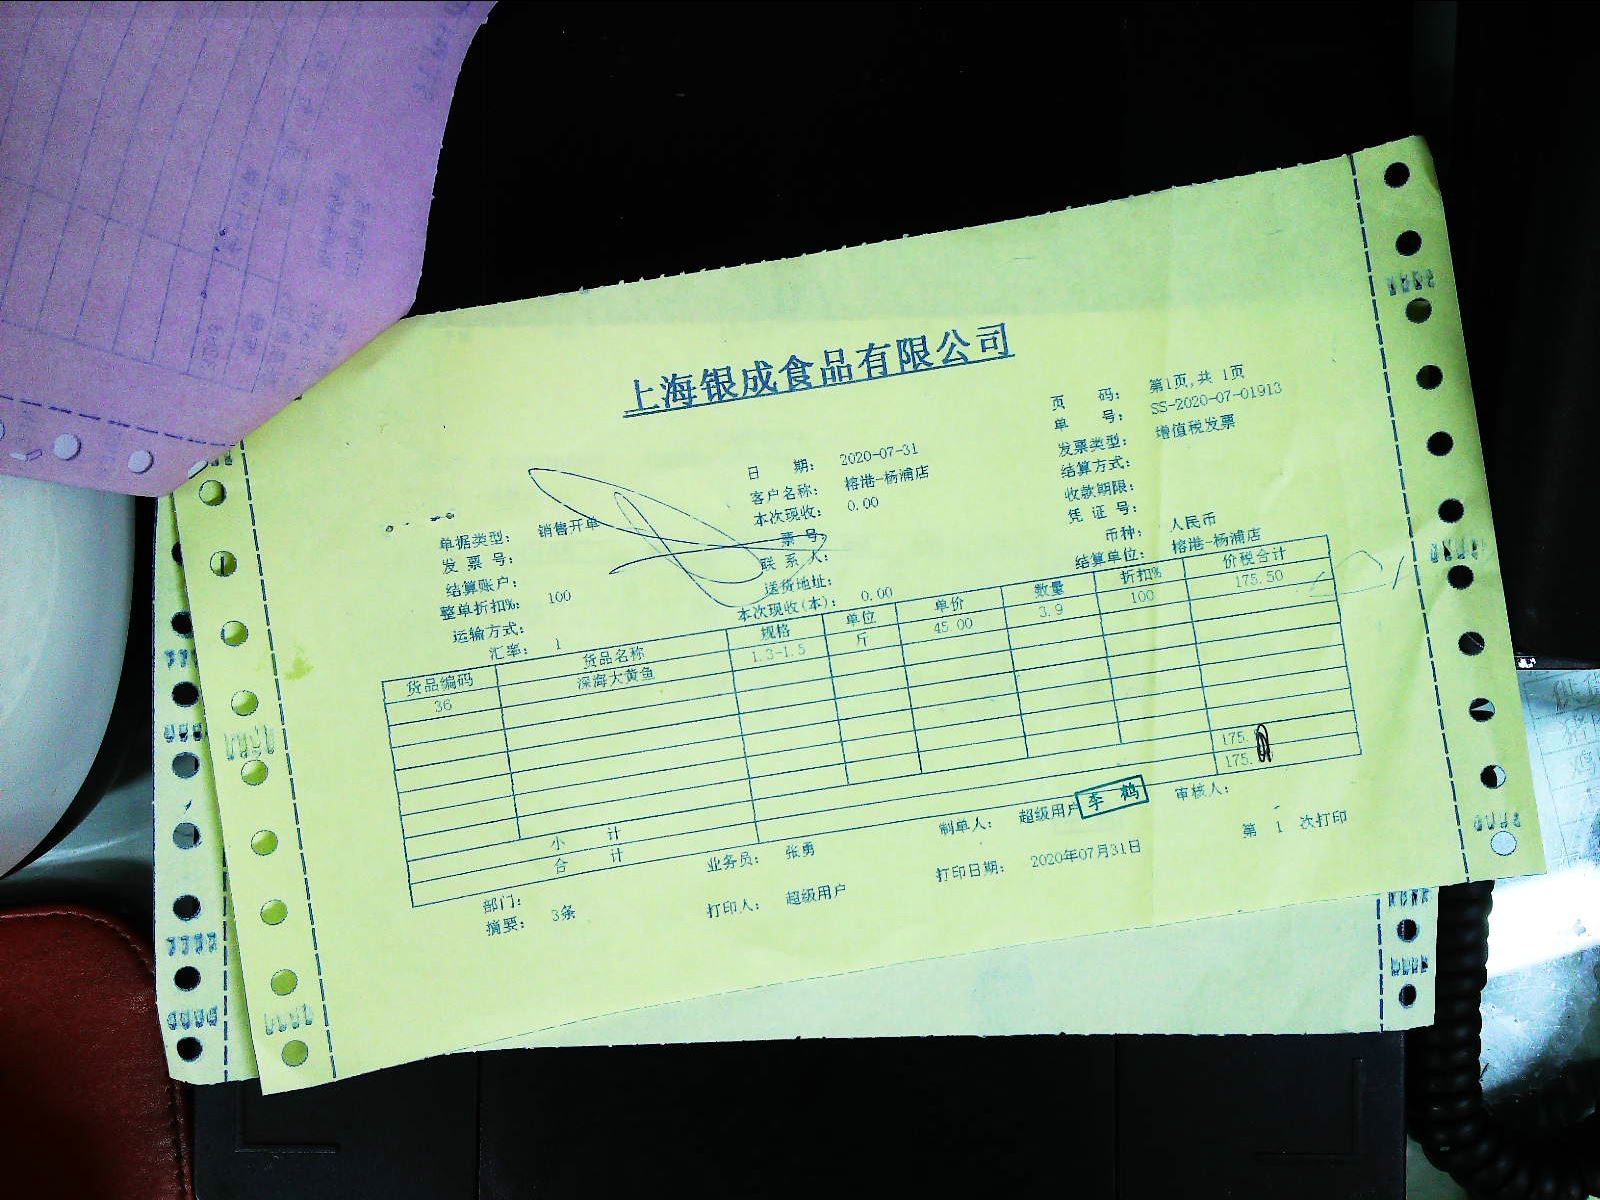 上海银成食品有限公司
页 码: 第1页,共 1页
单 号: SS-2020-07-01913
日 期: 2020-07-31
发票类型: 增值税发票
客户名称: 榕港-杨浦店
结算方式:
单据类型: 销售开单
本次现收: 0.00
收款期限:
发 票 号:
票 号:
凭 证 号:
结算账户:
联 系 人:
币种: 人民币
整单折扣%: 100
送货地址:
结算单位: 榕港-杨浦店
运输方式:
本次现收(本): 0.00
汇率: 1
货品编码 货品名称 规格 单位 单价 数量 折扣% 价税合计
36 深海大黄鱼 1.3-1.5 斤 45.00 3.9 100 175.50
小 计 175.
合 计 175.
部门: 业务员: 张勇 制单人: 超级用户 李 鹤 审核人:
摘要: 3条 打印人: 超级用户 打印日期: 2020年07月31日 第 1 次打印